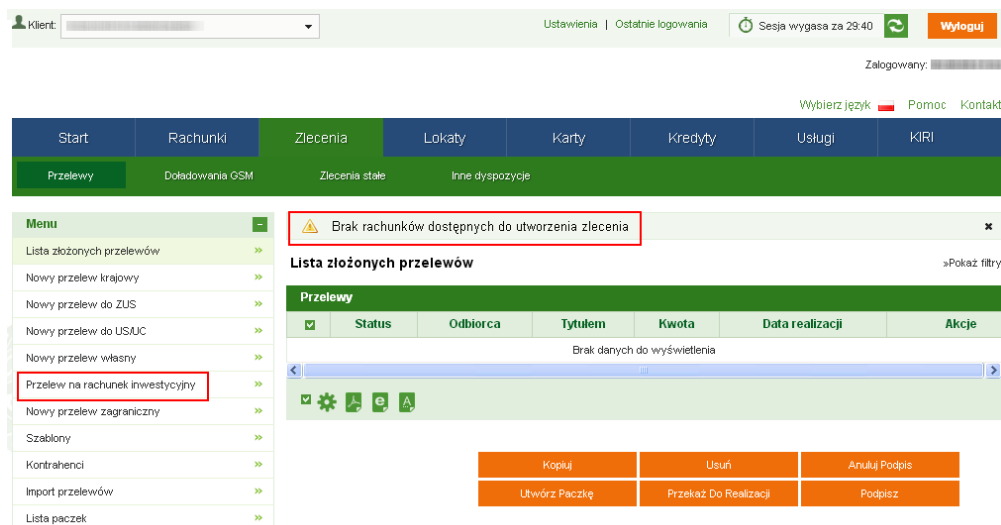 Klient:
Ustawienia | Ostatnie logowania
Sesja wygasa za 29:40
Wyloguj
Zalogowany:
Wybierz język Pomoc Kontakt
Start Rachunki Zlecenia Lokaty Karty Kredyty Usługi KIRI
Przelewy Doładowania GSM Zlecenia stałe Inne dyspozycje
Menu
Lista złożonych przelewów
Nowy przelew krajowy
Nowy przelew do ZUS
Nowy przelew do US/UC
Nowy przelew własny
Przelew na rachunek inwestycyjny
Nowy przelew zagraniczny
Szablony
Kontrahenci
Import przelewów
Lista paczek
Brak rachunków dostępnych do utworzenia zlecenia
Lista złożonych przelewów
»Pokaż filtry
Przelewy
Status Odbiorca Tytułem Kwota Data realizacji Akcje
Brak danych do wyświetlenia
Kopiuj Usuń Anuluj Podpis
Utwórz Paczkę Przekaż Do Realizacji Podpisz